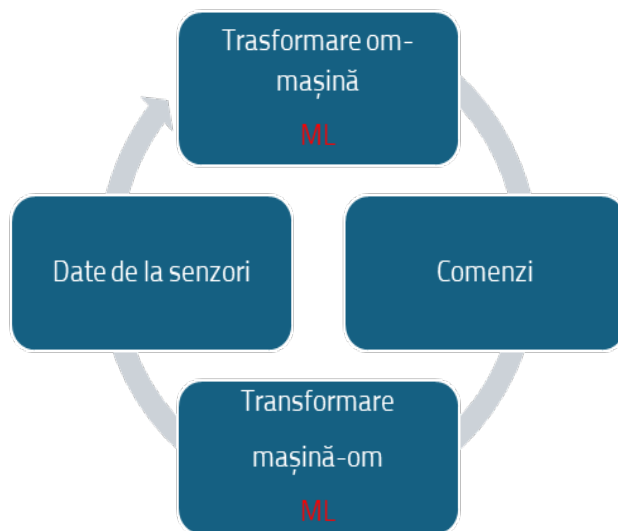 Trasformare om-
mașină
ML
Date de la senzori
Comenzi
Transformare
mașină-om
ML